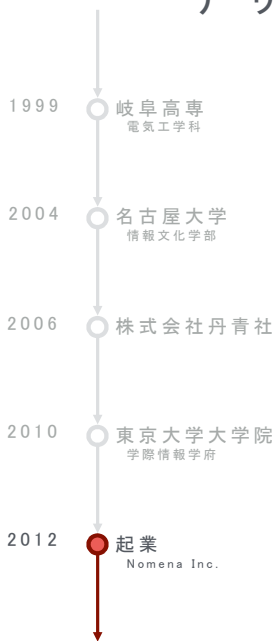 1999 岐阜高専
電気工学科
2004 名古屋大学
情報文化学部
2006 株式会社丹青社
2010 東京大学大学院
学際情報学府
2012 起業
Nomena Inc.